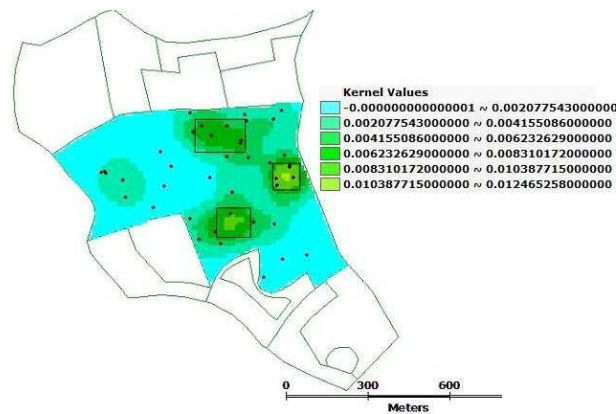 Kernel Values
-0.000000000000001 ~ 0.002077543000000
0.002077543000000 ~ 0.004155086000000
0.004155086000000 ~ 0.006232629000000
0.006232629000000 ~ 0.008310172000000
0.008310172000000 ~ 0.010387715000000
0.010387715000000 ~ 0.012465258000000
0 300 600
Meters